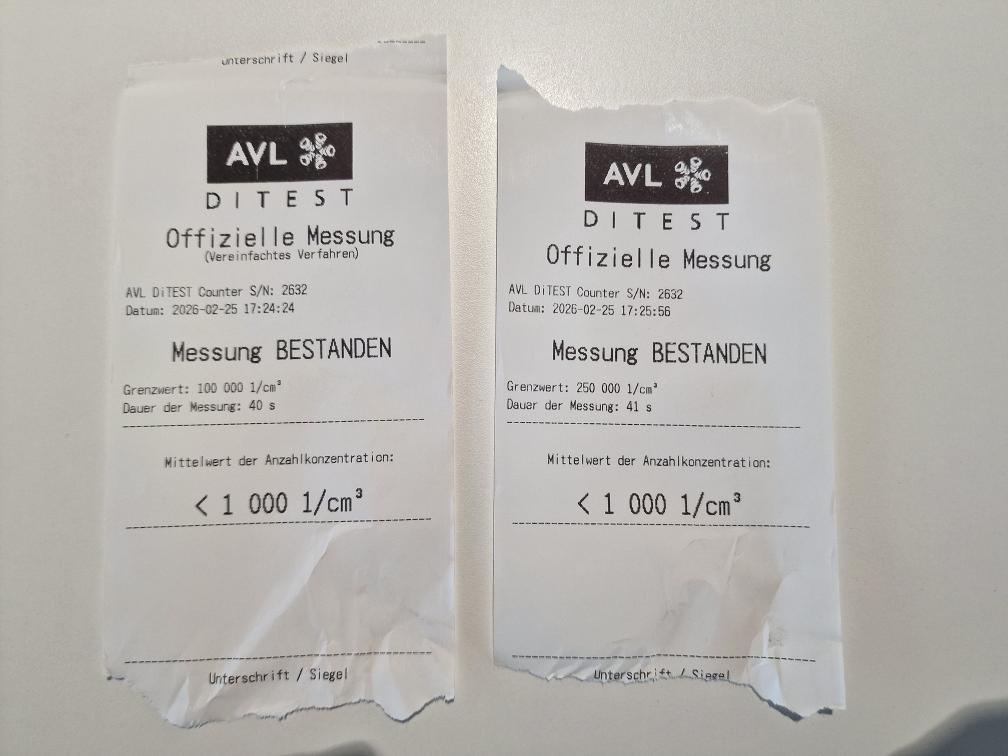 Unterschrift / Siegel
AVL
DITEST
Offizielle Messung
(Vereinfachtes Verfahren)
AVL DiTEST Counter S/N: 2632
Datum: 2026-02-25 17:24:24
Messung BESTANDEN
Grenzwert: 100 000 1/cm³
Dauer der Messung: 40 s
Mittelwert der Anzahlkonzentration:
< 1 000 1/cm³
Unterschrift / Siegel
AVL
DITEST
Offizielle Messung
AVL DiTEST Counter S/N: 2632
Datum: 2026-02-25 17:25:56
Messung BESTANDEN
Grenzwert: 250 000 1/cm³
Dauer der Messung: 41 s
Mittelwert der Anzahlkonzentration:
< 1 000 1/cm³
Unterschrift / Siegel